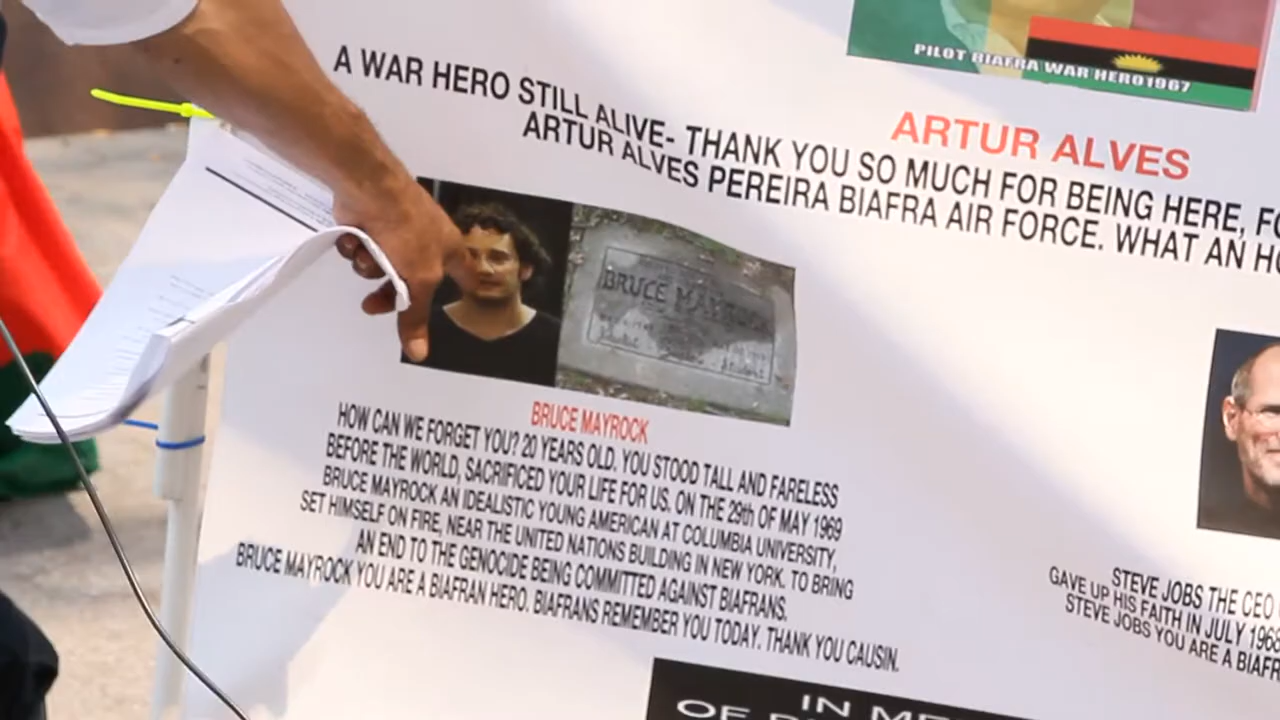 PILOT BIAFRA WAR HERO1967
ARTUR ALVES
A WAR HERO STILL ALIVE- THANK YOU SO MUCH FOR BEING HERE,
ARTUR ALVES PEREIRA BIAFRA AIR FORCE. WHAT AN
BRUCE MAYROCK
BRUCE MAYROCK
HOW CAN WE FORGET YOU? 20 YEARS OLD. YOU STOOD TALL AND FARELESS
BEFORE THE WORLD, SACRIFICED YOUR LIFE FOR US. ON THE 29th OF MAY 1969
BRUCE MAYROCK AN IDEALISTIC YOUNG AMERICAN AT COLUMBIA UNIVERSITY,
SET HIMSELF ON FIRE, NEAR THE UNITED NATIONS BUILDING IN NEW YORK. TO BRING
AN END TO THE GENOCIDE BEING COMMITTED AGAINST BIAFRANS.
BRUCE MAYROCK YOU ARE A BIAFRAN HERO. BIAFRANS REMEMBER YOU TODAY. THANK YOU CAUSIN.
STEVE JOBS THE CEO
GAVE UP HIS FAITH IN JULY 1968
STEVE JOBS YOU ARE A BIAFR
IN ME
OF